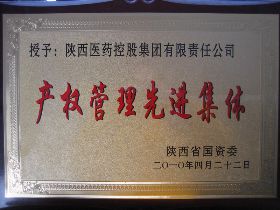 授予：陕西医药控股集团有限责任公司
产权管理先进集体
陕西省国资委
二〇一〇年四月二十二日